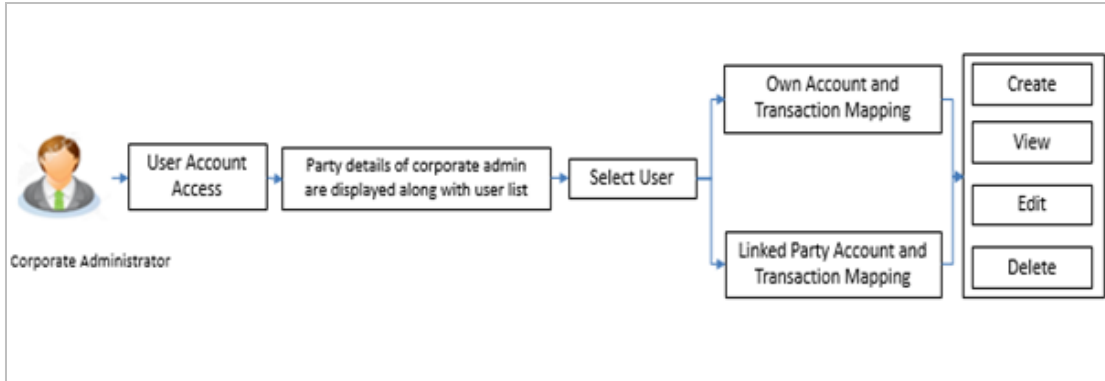 Corporate Administrator
User Account
Access
Party details of corporate admin
are displayed along with user list
Select User
Own Account and
Transaction Mapping
Linked Party Account and
Transaction Mapping
Create
View
Edit
Delete